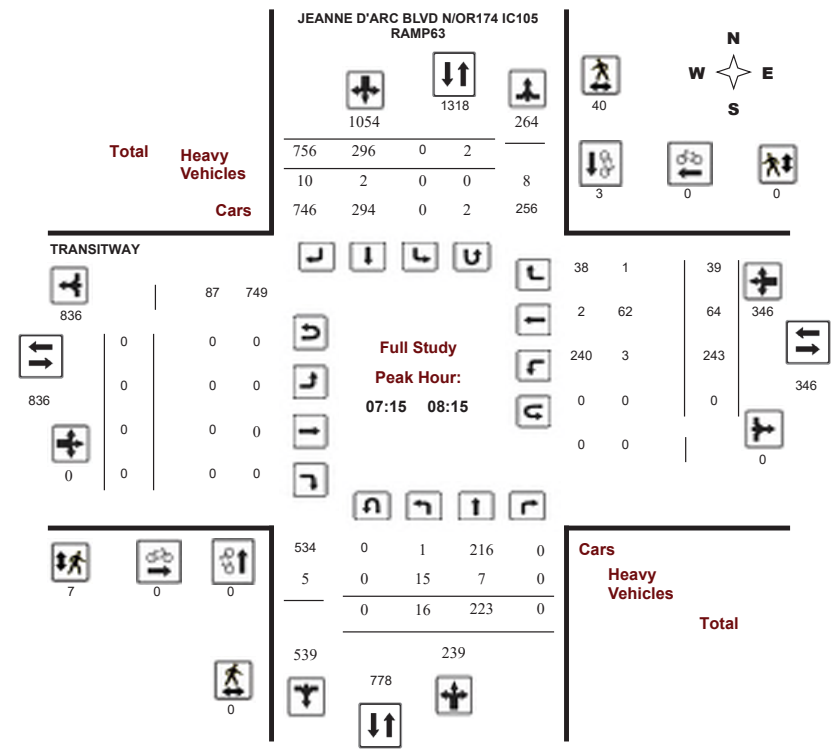 JEANNE D'ARC BLVD N/OR174 IC105
RAMP63
N
W E
S
1318
40
1054 264
Total Heavy
Vehicles
Cars
756 296 0 2
10 2 0 0 8
746 294 0 2 256
3 0 0
TRANSITWAY
836
87 749
0 0 0
836
0 0 0
0 0 0
0
0 0 0
Full Study
Peak Hour:
07:15 08:15
38 1 39
2 62 64 346
240 3 243
346
0 0 0
0 0
0
534 0 1 216 0
5 0 15 7 0
0 16 223 0
Cars
Heavy
Vehicles
Total
7 0 0
539 239
778
0